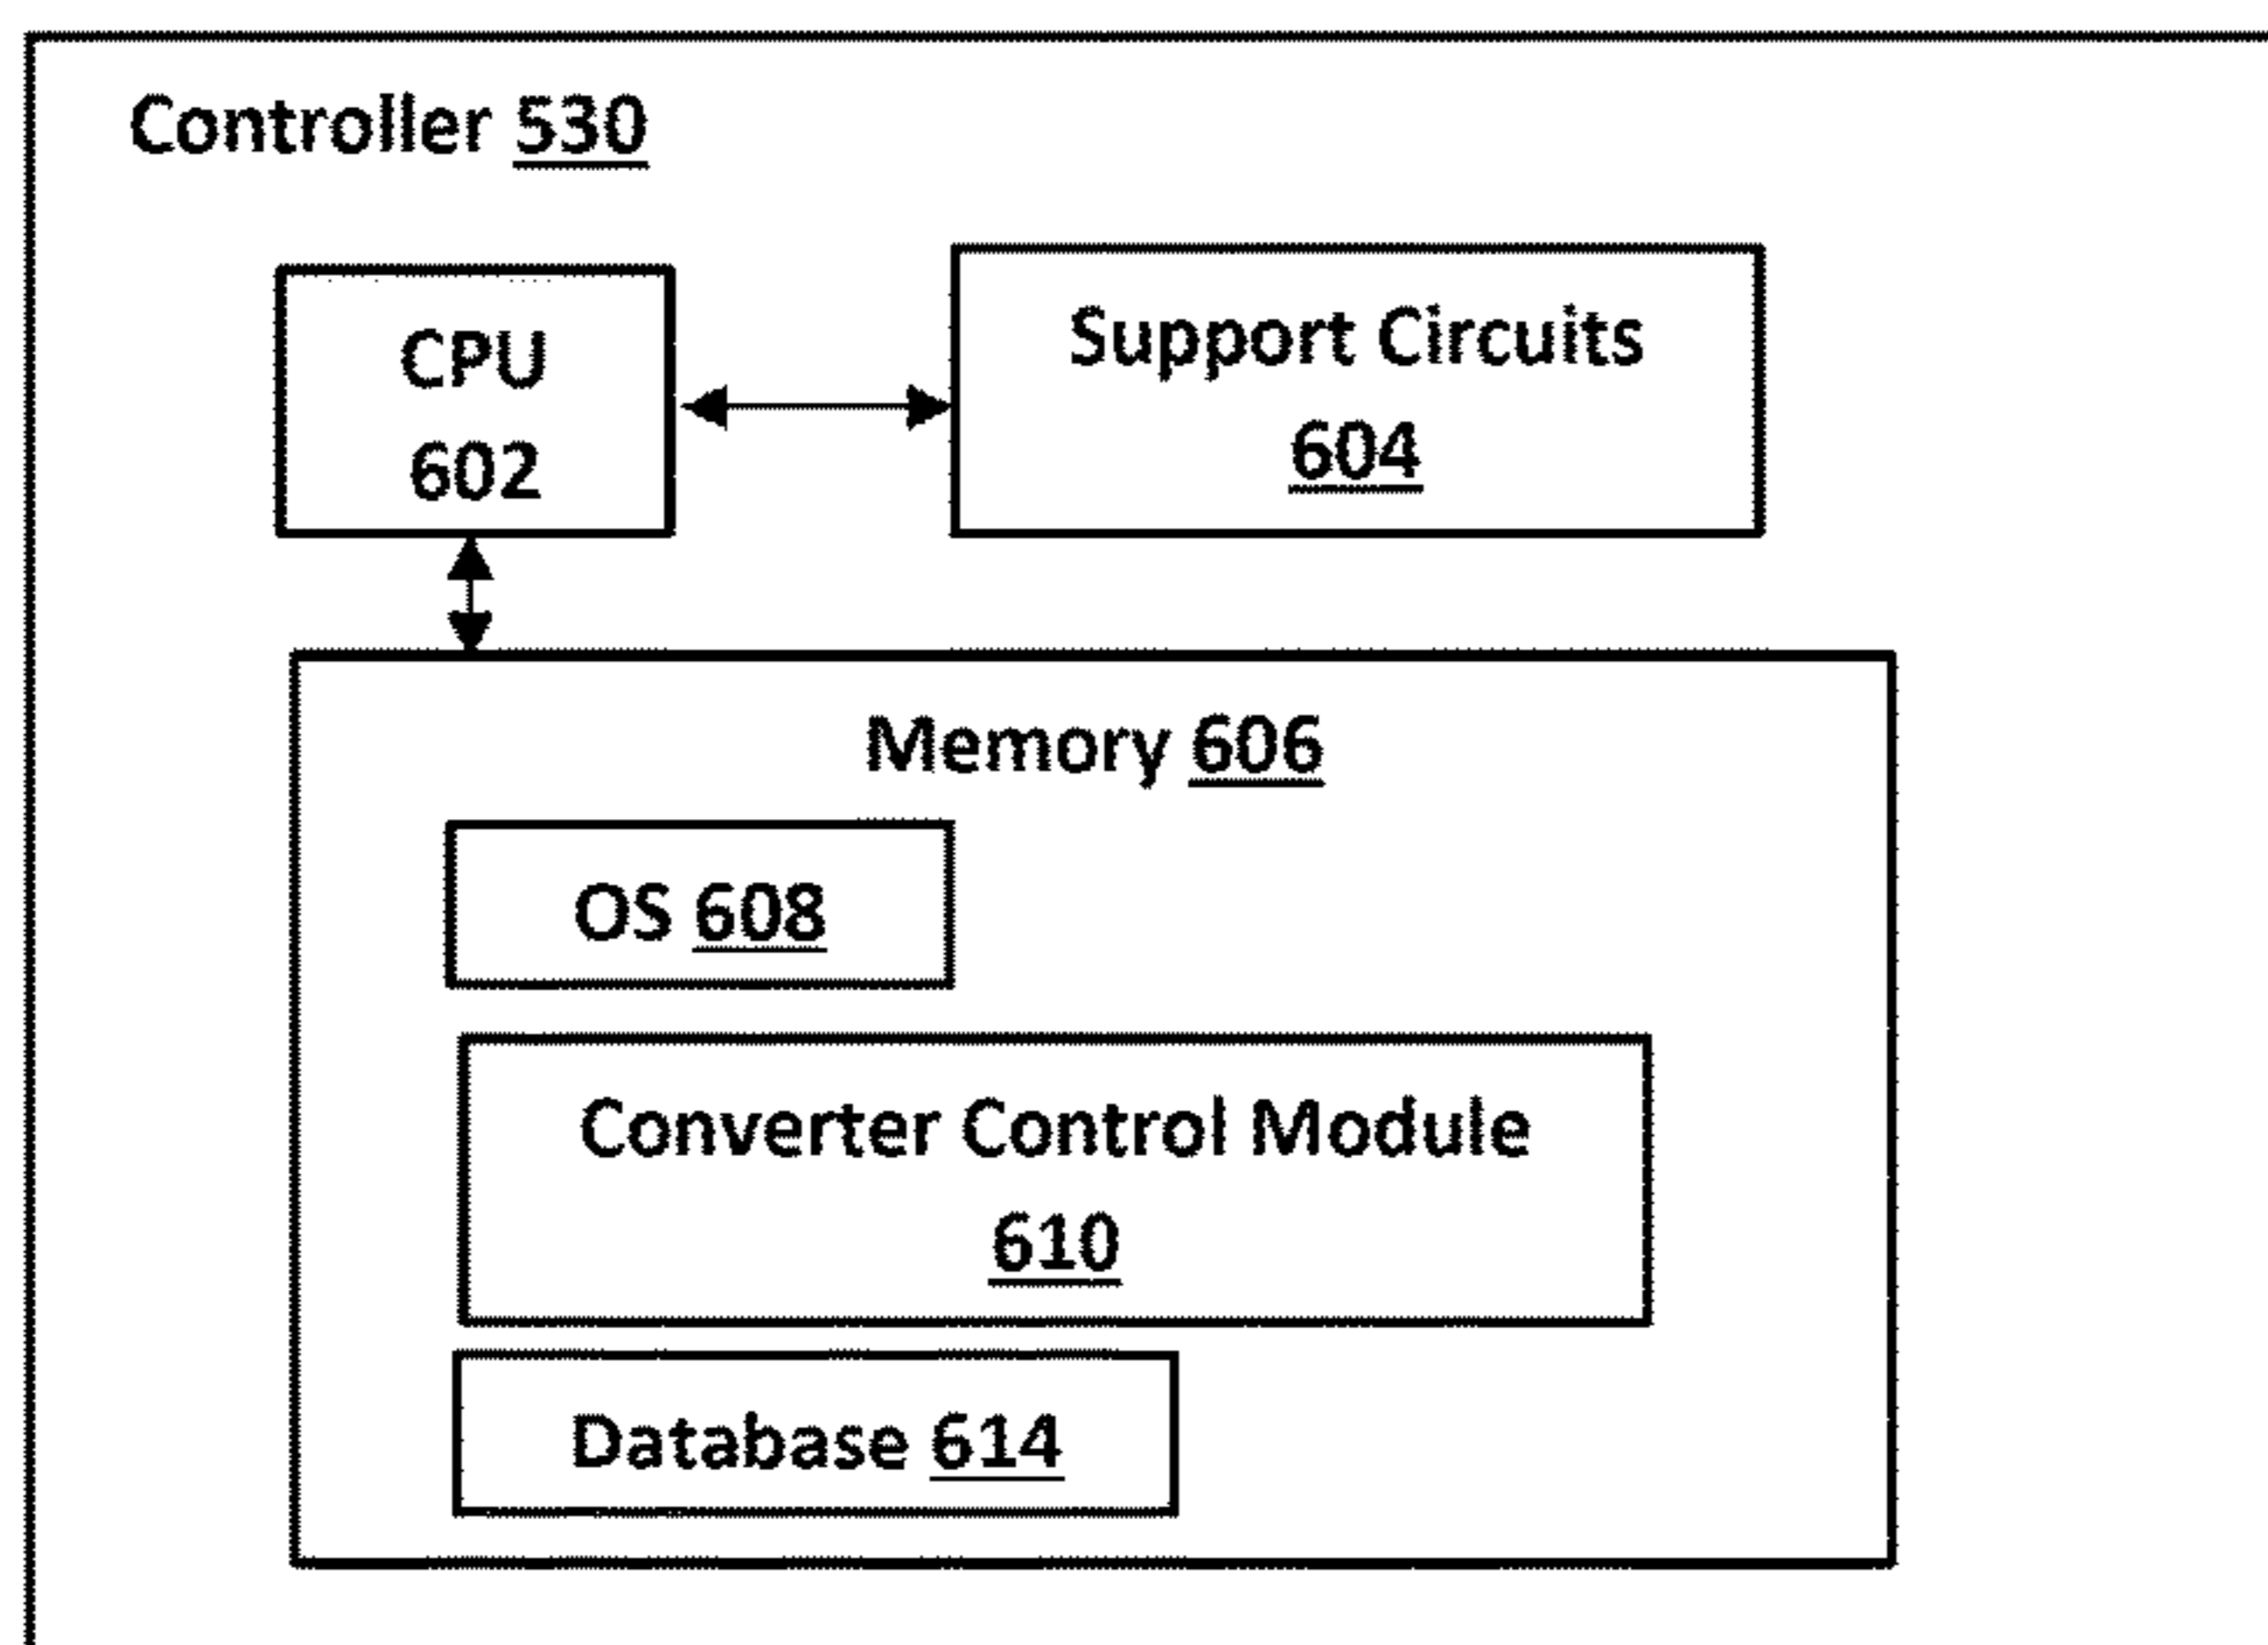 Controller 530
CPU
602
Support Circuits
604
Memory 606
OS 608
Converter Control Module
610
Database 614